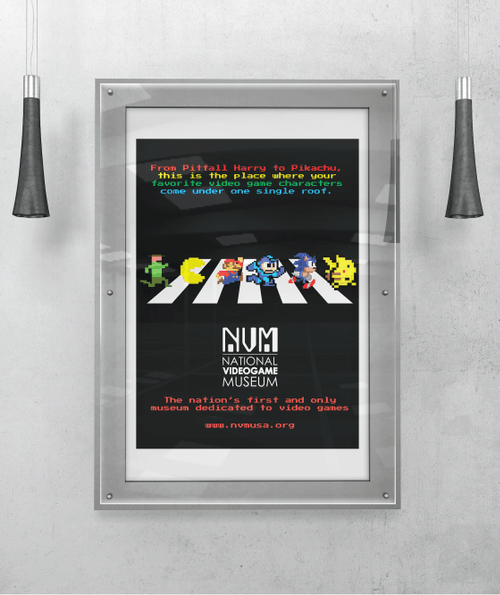 From Pitfall Harry to Pikachu,
this is the place where your
favorite video game characters
come under one single roof.
NVM
NATIONAL
VIDEOGAME
MUSEUM
The nation's first and only
museum dedicated to video games
www.nvmusa.org